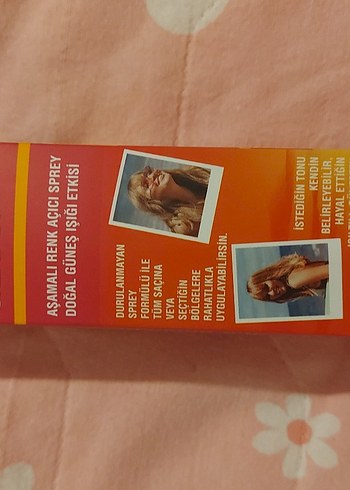 AŞAMALI RENK AÇICI SPREY
DOĞAL GÜNEŞ IŞIĞI ETKİSİ
DURULANMAYAN
SPREY
FORMÜLÜ İLE
TÜM SAÇINA
VEYA
SEÇTİĞİN
BÖLGELERE
RAHATLIKLA
UYGULAYABİLİRSİN.
İSTEDİĞİN TONU
KENDİN
BELİRLEYEBİLİR,
HAYAL ETTİĞİN